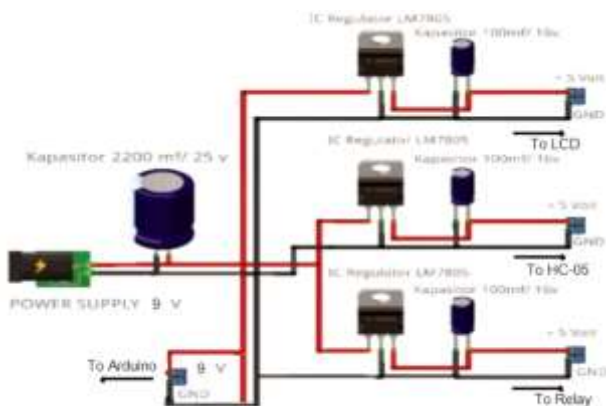 IC Regulator LM7805
Kapasitor 100mf/ 16v
+ 5 Volt
GND
To LCD
Kapasitor 2200 mf/ 25 v
IC Regulator LM7805
Kapasitor 100mf/ 16v
+ 5 Volt
GND
To HC-05
POWER SUPPLY 9 V
IC Regulator LM7805
Kapasitor 100mf/ 16v
+ 5 Volt
GND
To Arduino
9 V
GND
To Relay